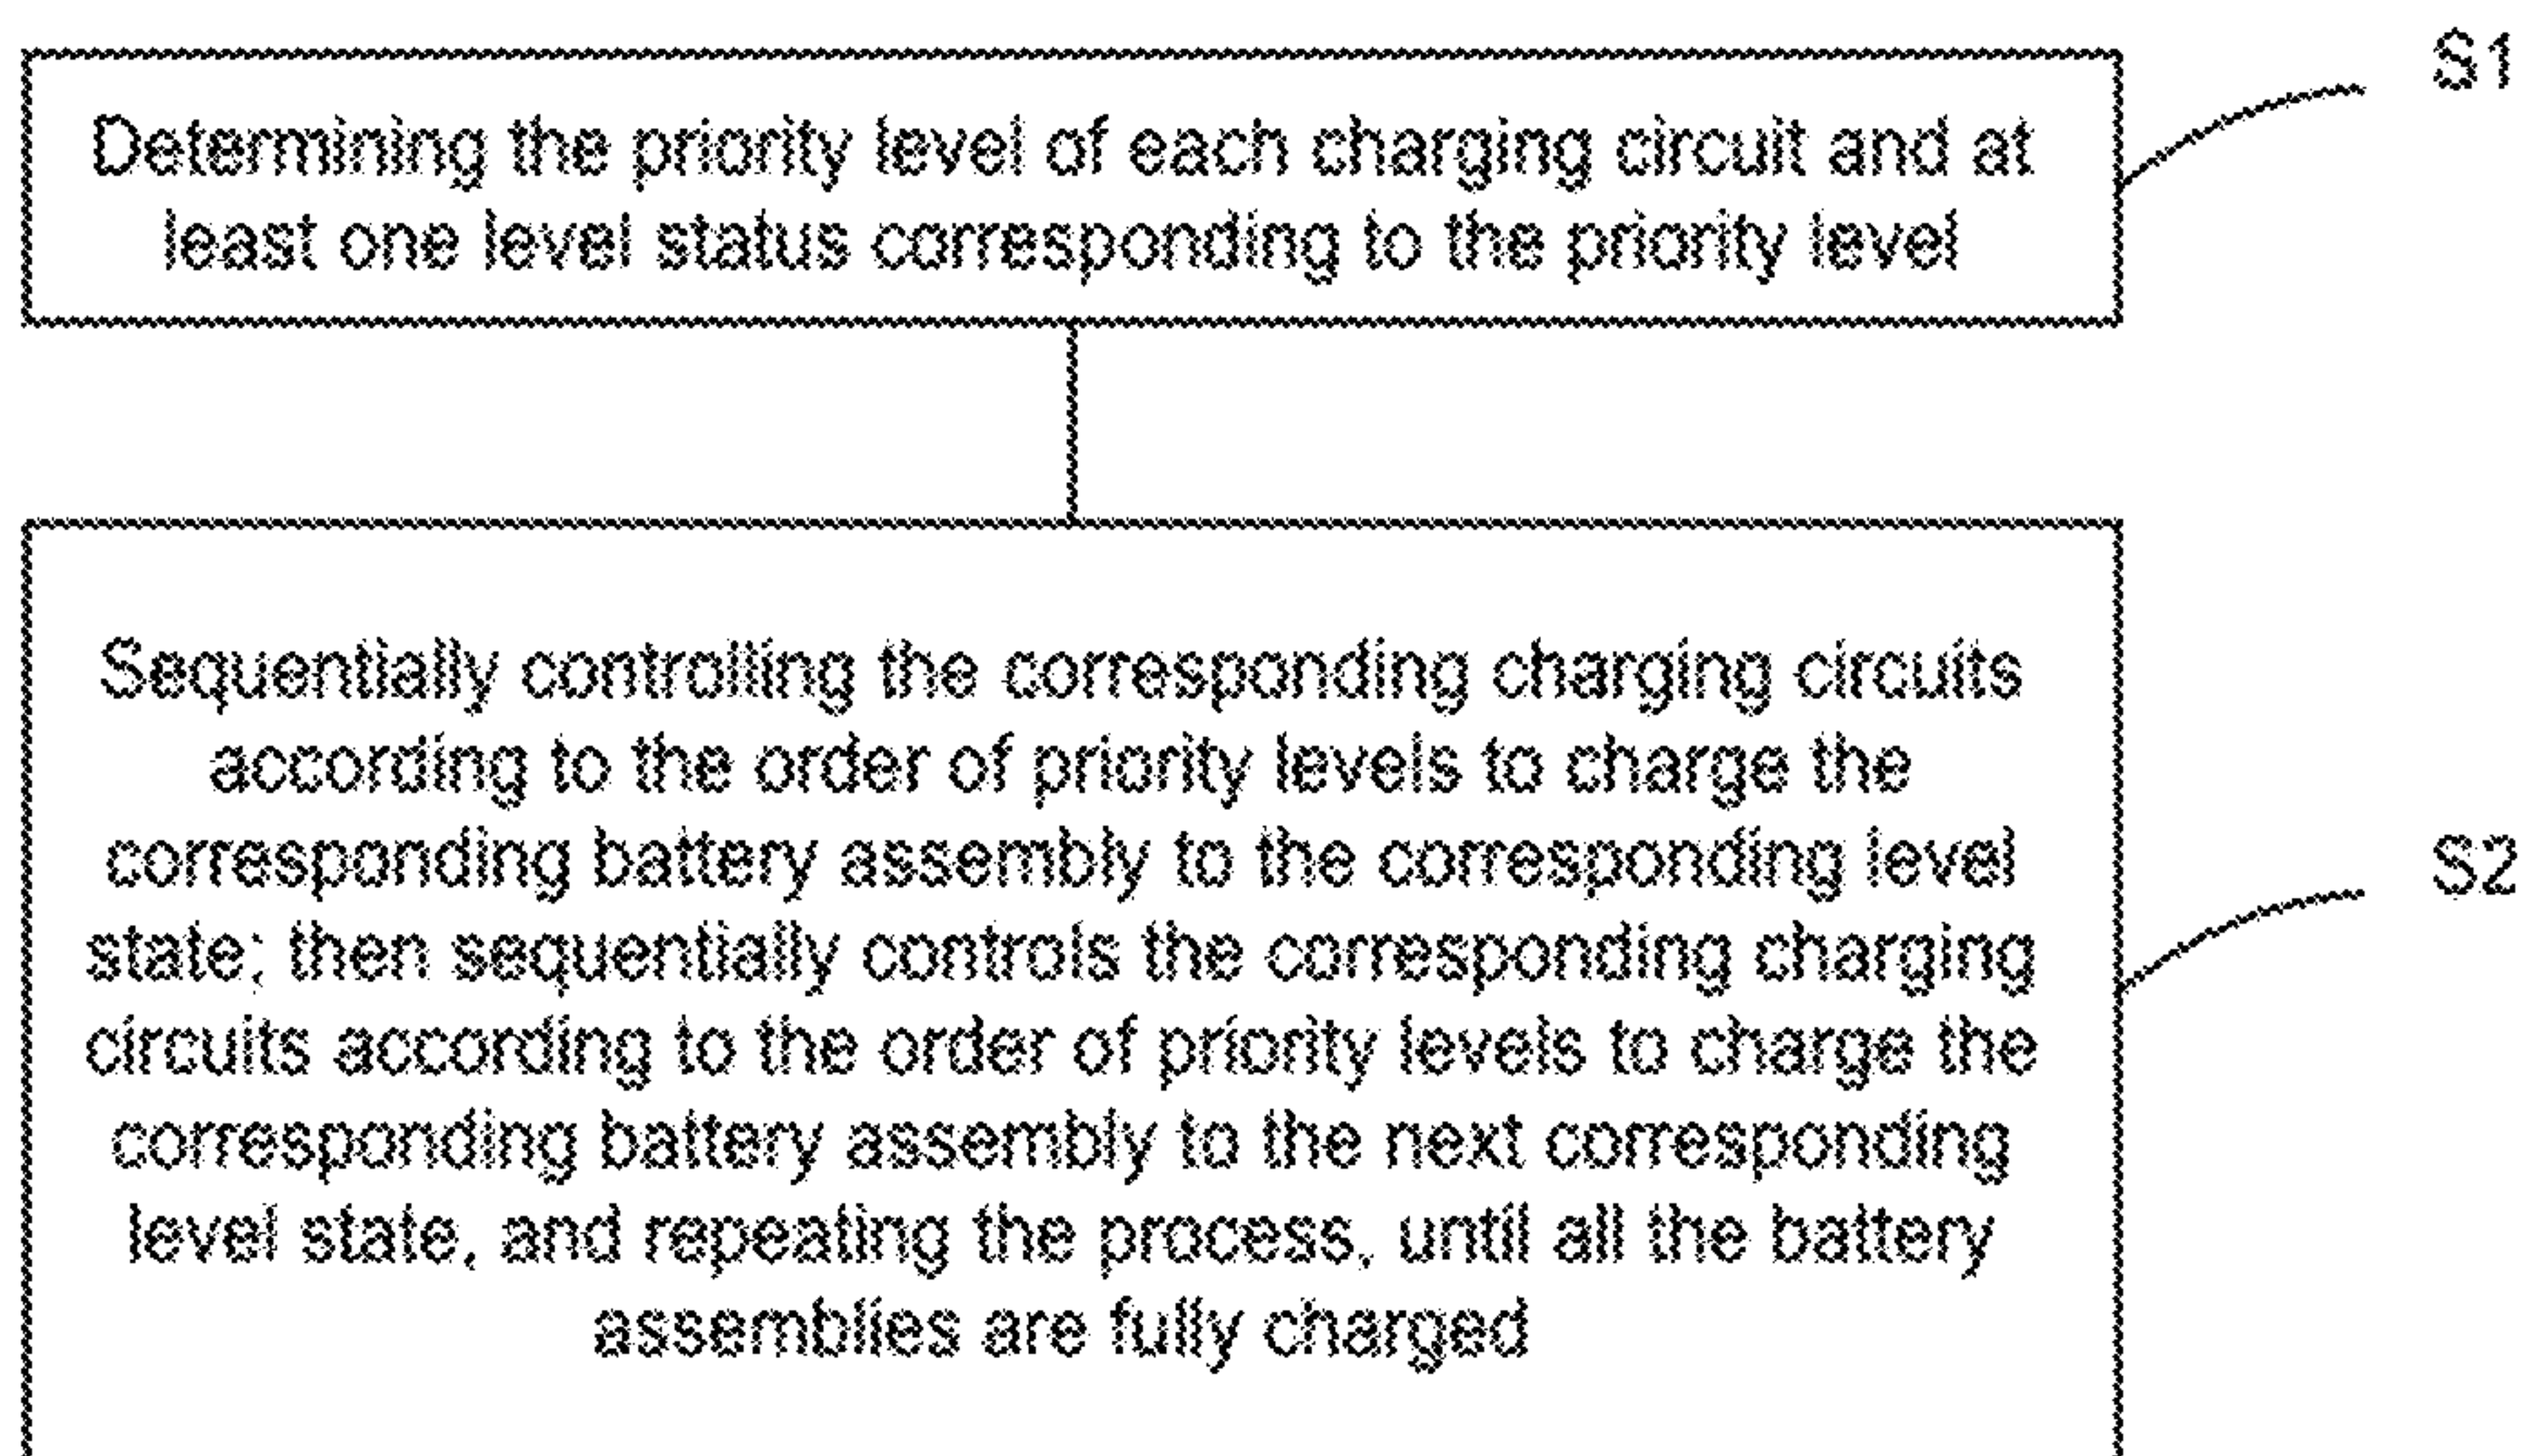 S1
Determining the priority level of each charging circuit and at
least one level status corresponding to the priority level
Sequentially controlling the corresponding charging circuits
according to the order of priority levels to charge the
corresponding battery assembly to the corresponding level
S2
state; then sequentially controls the corresponding charging
circuits according to the order of priority levels to charge the
corresponding battery assembly to the next corresponding
level state, and repeating the process, until all the battery
assemblies are fully charged